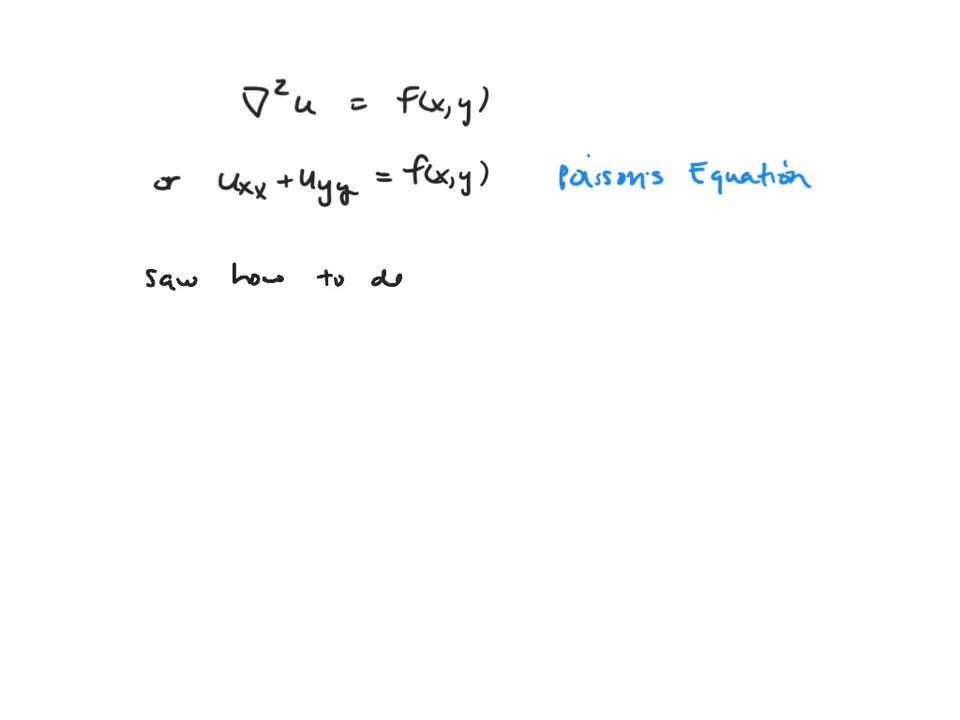 ∇²u = f(x,y)
or u_xx + u_yy = f(x,y) Poisson's Equation
saw how to do